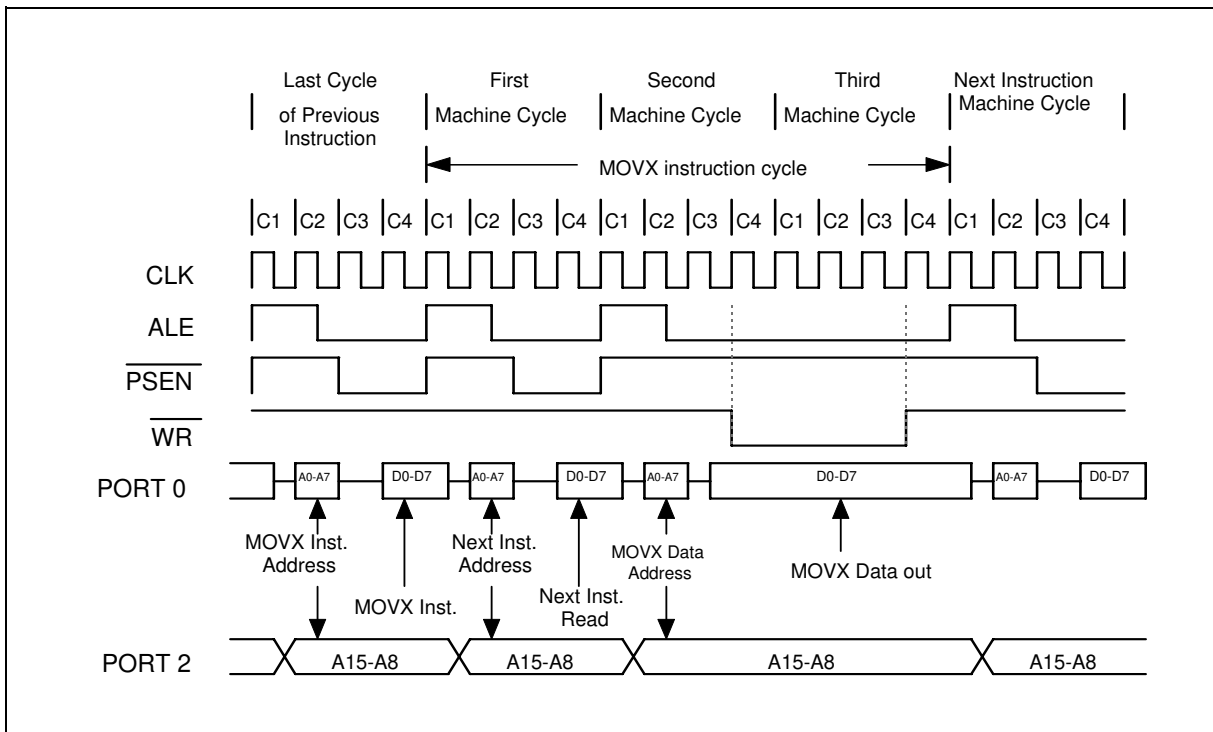 Last Cycle
of Previous
Instruction
First
Machine Cycle
Second
Machine Cycle
Third
Machine Cycle
Next Instruction
Machine Cycle
MOVX instruction cycle
C1 C2 C3 C4 C1 C2 C3 C4 C1 C2 C3 C4 C1 C2 C3 C4 C1 C2 C3 C4
CLK
ALE
PSEN
WR
PORT 0
A0-A7 D0-D7 A0-A7 D0-D7 A0-A7 D0-D7 A0-A7 D0-D7
MOVX Inst.
Address
MOVX Inst.
Next Inst.
Address
Next Inst.
Read
MOVX Data
Address
MOVX Data out
PORT 2
A15-A8 A15-A8 A15-A8 A15-A8